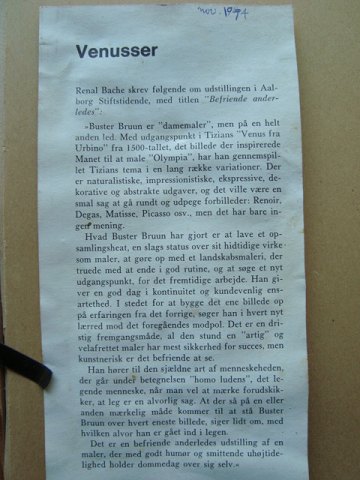 nov. 1974
Venusser
Renal Bache skrev følgende om udstillingen i Aal-
borg Stiftstidende, med titlen "Befriende ander-
ledes":
»Buster Bruun er "damemaler", men på en helt
anden led. Med udgangspunkt i Tizians "Venus fra
Urbino" fra 1500-tallet, det billede der inspirerede
Manet til at male "Olympia", har han gennemspil-
let Tizians tema i en lang række variationer. Der
er naturalistiske, impressionistiske, ekspressive, de-
korative og abstrakte udgaver, og det ville være en
smal sag at gå rundt og udpege forbilleder: Renoir,
Degas, Matisse, Picasso osv., men det har bare in-
gen mening.
Hvad Buster Bruun har gjort er at lave et op-
samlingsheat, en slags status over sit hidtidige virke
som maler, at gøre op med et landskabsmaleri, der
truede med at ende i god rutine, og at søge et nyt
udgangspunkt, for det fremtidige arbejde. Han gi-
ver en god dag i kontinuitet og kundevenlig ens-
artethed. I stedet for at bygge det ene billede op
på erfaringen fra det forrige, søger han i hvert nyt
lærred mod det foregåendes modpol. Det er en dri-
stig fremgangsmåde, al den stund en "artig" og
velafrettet maler har mest sikkerhed for succes, men
kunstnerisk er det befriende at se.
Han hører til den sjældne art af menneskeheden,
der går under betegnelsen "homo ludens", det le-
gende menneske, når man vel at mærke forudskik-
ker, at leg er en alvorlig sag. At der så på en eller
anden mærkelig måde kommer til at stå Buster
Bruun over hvert eneste billede, siger lidt om, med
hvilken alvor han er gået ind i legen.
Det er en befriende anderledes udstilling af en
maler, der med godt humør og smittende uhøjtide-
lighed holder dommedag over sig selv.«